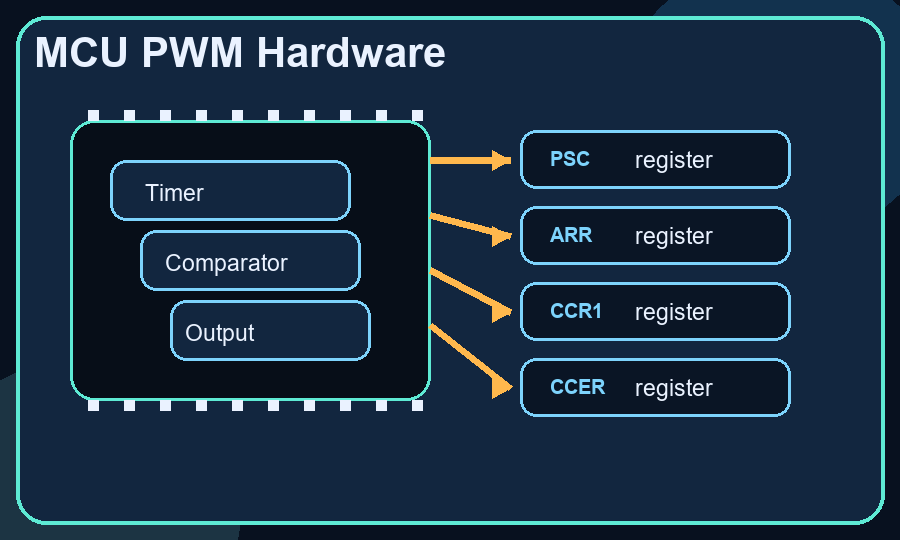 MCU PWM Hardware
Timer
Comparator
Output
PSC register
ARR register
CCR1 register
CCER register